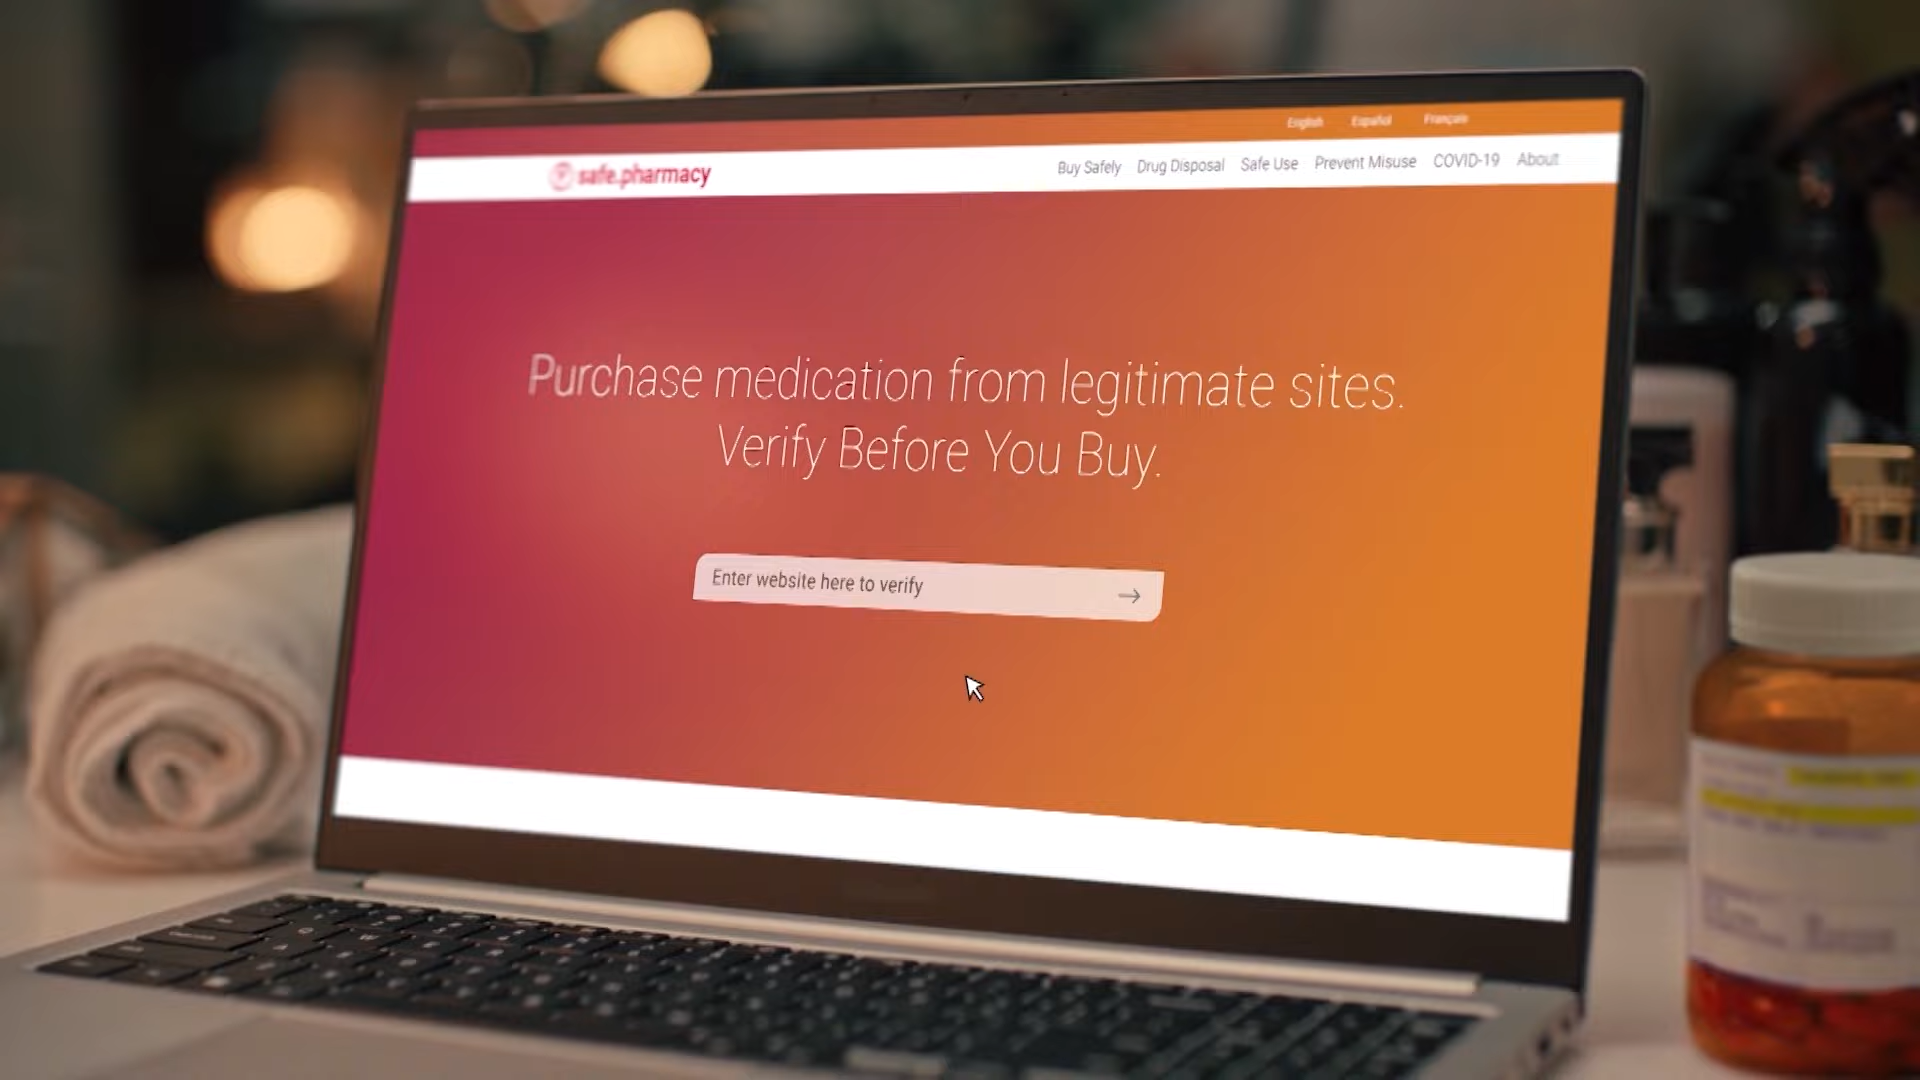 English Español Français
safe.pharmacy
Buy Safely Drug Disposal Safe Use Prevent Misuse COVID-19 About
Purchase medication from legitimate sites.
Verify Before You Buy.
Enter website here to verify